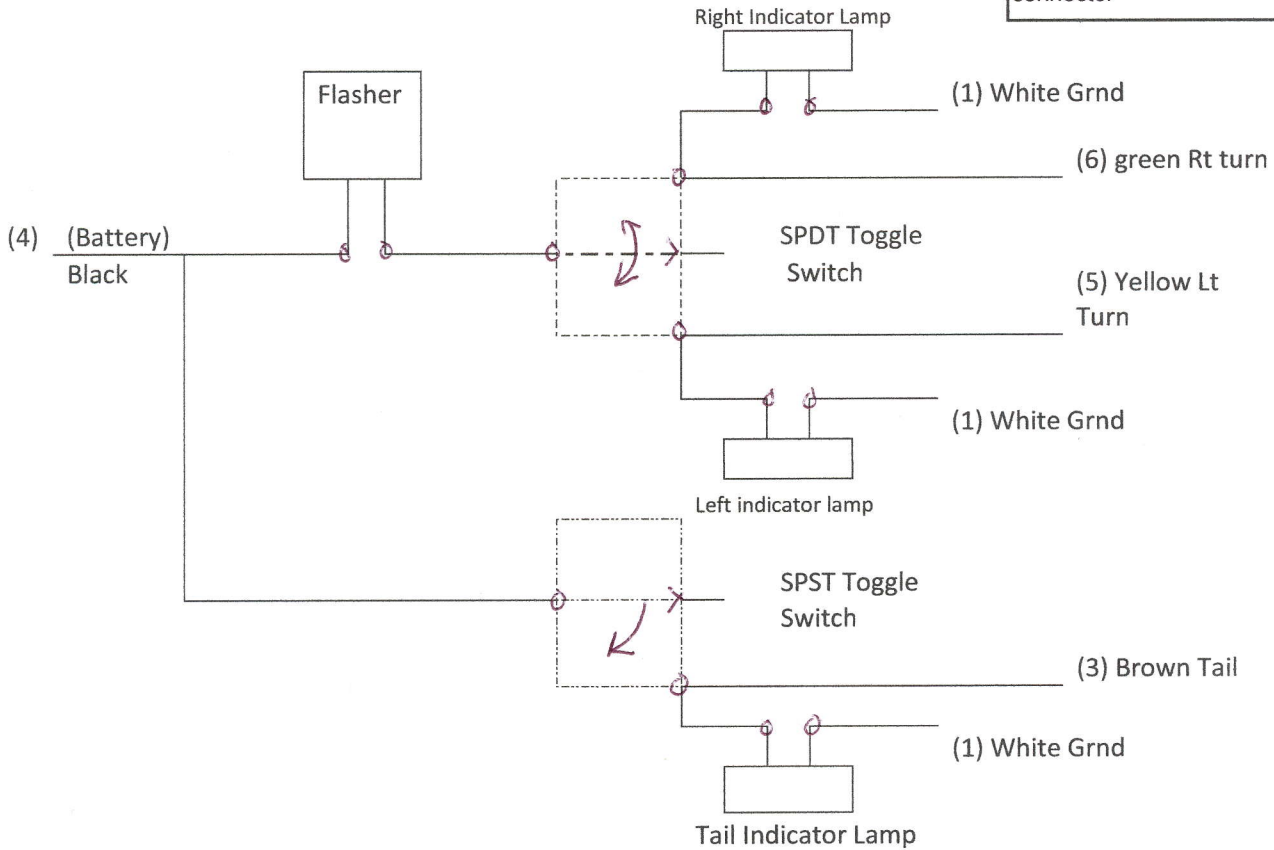 Right Indicator Lamp
connector
Flasher
(1) White Grnd
(6) green Rt turn
(4) (Battery)
Black
SPDT Toggle
Switch
(5) Yellow Lt
Turn
(1) White Grnd
Left indicator lamp
SPST Toggle
Switch
(3) Brown Tail
(1) White Grnd
Tail Indicator Lamp